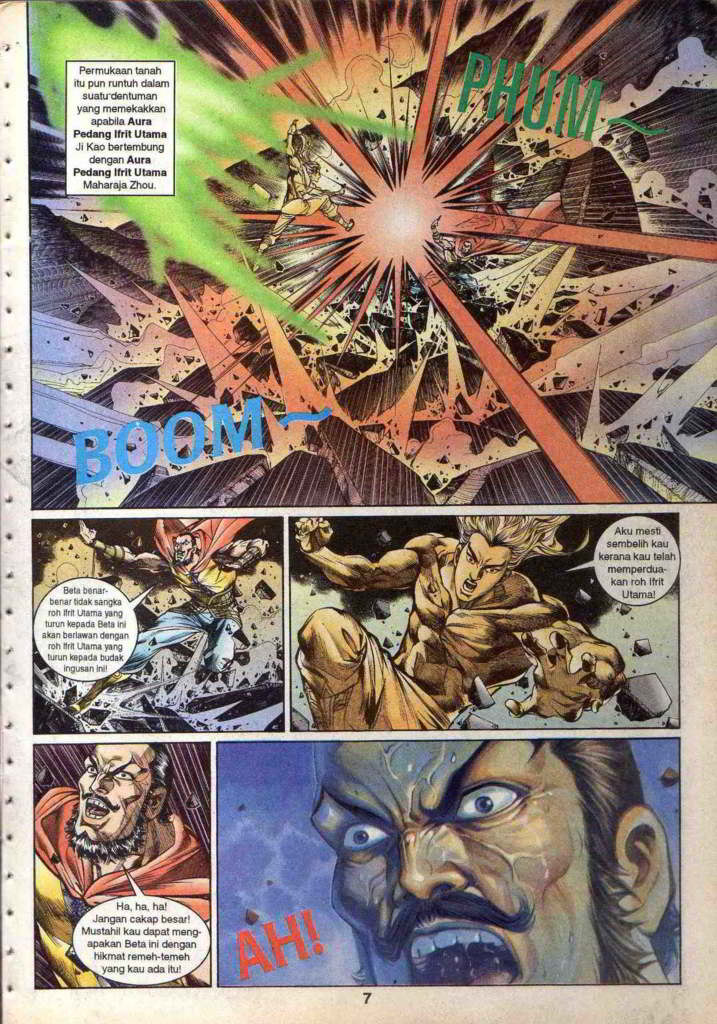 Permukaan tanah
itu pun runtuh dalam
suatu dentuman
yang memekakkan
apabila Aura
Pedang Ifrit Utama
Ji Kao bertembung
dengan Aura
Pedang Ifrit Utama
Maharaja Zhou.
PHUM~
BOOM~
Beta benar-
benar tidak sangka
roh Ifrit Utama yang
turun kepada Beta ini
akan berlawan dengan
roh Ifrit Utama yang
turun kepada budak
ingusan ini!
Aku mesti
sembelih kau
kerana kau telah
memperdua-
kan roh Ifrit
Utama!
Ha, ha, ha!
Jangan cakap besar!
Mustahil kau dapat meng-
apakan Beta ini dengan
hikmat remeh-temeh
yang kau ada itu!
AH!
7